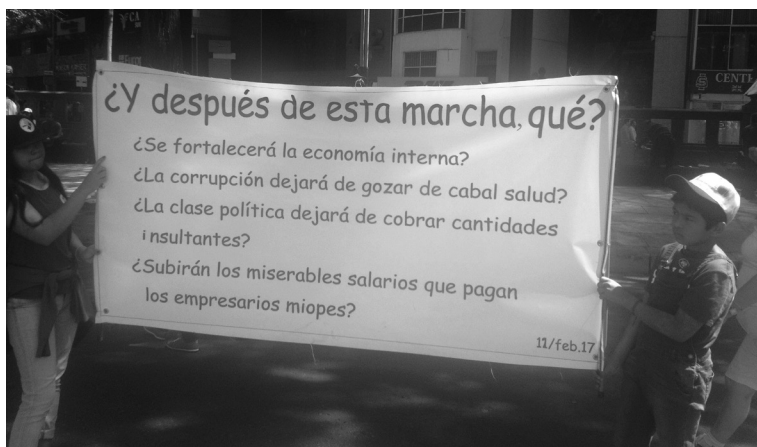 ¿Y después de esta marcha, qué?
¿Se fortalecerá la economía interna?
¿La corrupción dejará de gozar de cabal salud?
¿La clase política dejará de cobrar cantidades
insultantes?
¿Subirán los miserables salarios que pagan
los empresarios miopes?
11/feb.17